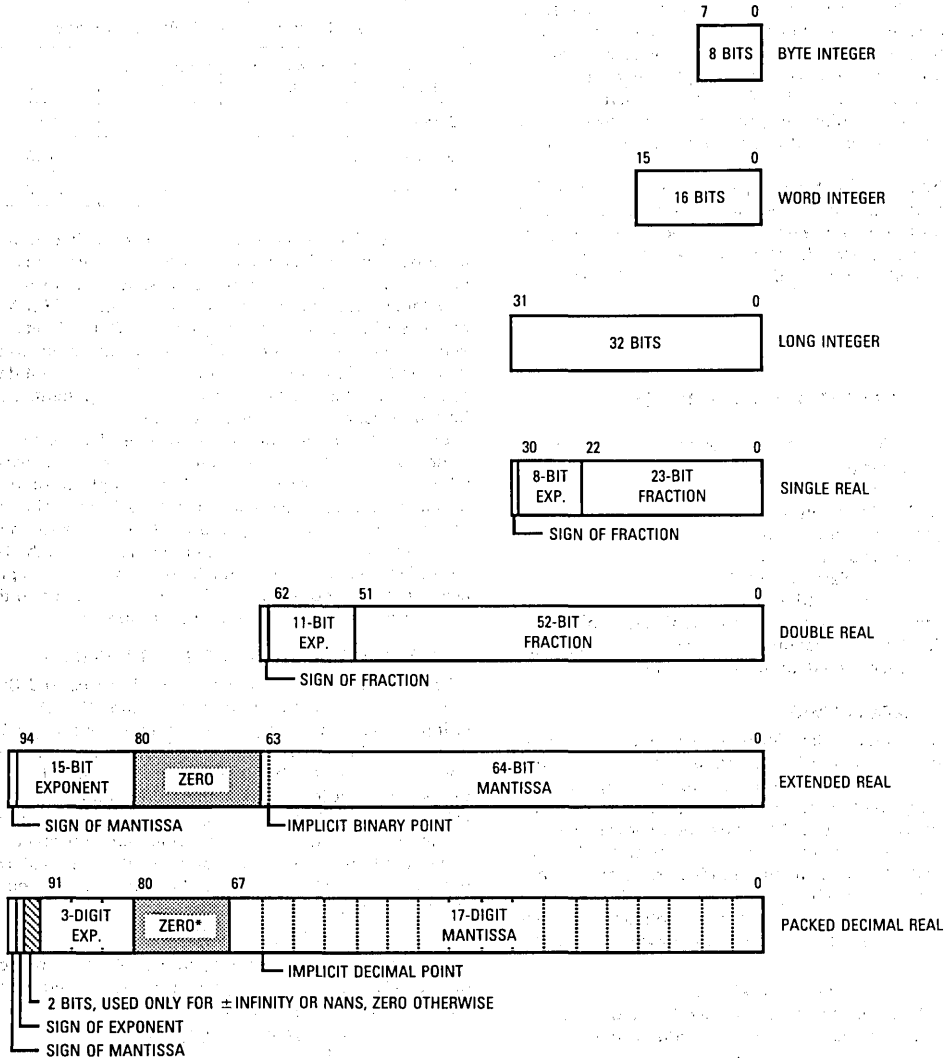 7 0
8 BITS BYTE INTEGER
15 0
16 BITS WORD INTEGER
31 0
32 BITS LONG INTEGER
30 22 0
8-BIT EXP. 23-BIT FRACTION SINGLE REAL
SIGN OF FRACTION
62 51 0
11-BIT EXP. 52-BIT FRACTION DOUBLE REAL
SIGN OF FRACTION
94 80 63 0
15-BIT EXPONENT ZERO 64-BIT MANTISSA EXTENDED REAL
SIGN OF MANTISSA IMPLICIT BINARY POINT
91 80 67 0
3-DIGIT EXP. ZERO* 17-DIGIT MANTISSA PACKED DECIMAL REAL
IMPLICIT DECIMAL POINT
2 BITS, USED ONLY FOR ±INFINITY OR NANS, ZERO OTHERWISE
SIGN OF EXPONENT
SIGN OF MANTISSA